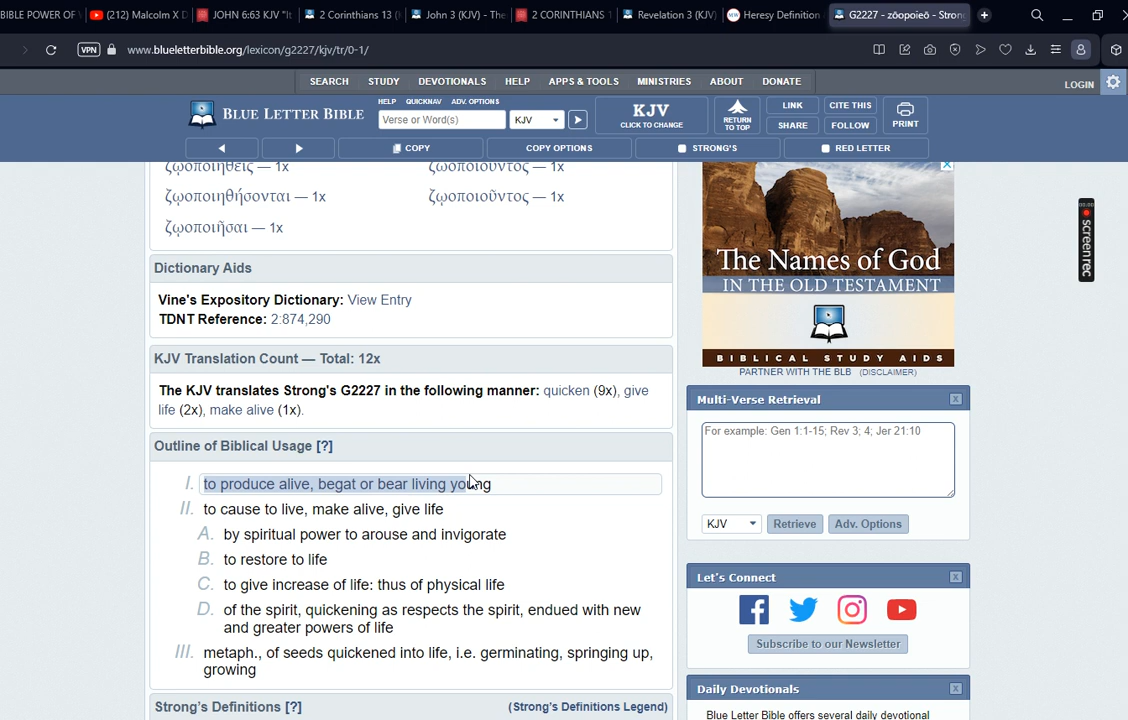 BIBLE POWER OF
(212) Malcolm X D
JOHN 6:63 KJV "It
2 Corinthians 13 (
John 3 (KJV) - The
2 CORINTHIANS 1
Revelation 3 (KJV)
Heresy Definition
G2227 - zōopoieō - Stron
VPN
www.blueletterbible.org/lexicon/g2227/kjv/tr/0-1/
SEARCH STUDY DEVOTIONALS HELP APPS & TOOLS MINISTRIES ABOUT DONATE
LOGIN
BLUE LETTER BIBLE
HELP QUICKNAV ADV. OPTIONS
Verse or Word(s)
KJV
KJV
CLICK TO CHANGE
RETURN
TO TOP
LINK
CITE THIS
SHARE
FOLLOW
PRINT
COPY
COPY OPTIONS
STRONG'S
RED LETTER
ζῳοποιηθεὶς — 1x
ζῳοποιοῦντος — 1x
ζῳοποιηθήσονται — 1x
ζῳοποιοῦντος — 1x
ζῳοποιῆσαι — 1x
Dictionary Aids
Vine's Expository Dictionary: View Entry
TDNT Reference: 2:874,290
KJV Translation Count — Total: 12x
The KJV translates Strong's G2227 in the following manner: quicken (9x), give
life (2x), make alive (1x).
Outline of Biblical Usage [?]
I. to produce alive, begat or bear living young
II. to cause to live, make alive, give life
A. by spiritual power to arouse and invigorate
B. to restore to life
C. to give increase of life: thus of physical life
D. of the spirit, quickening as respects the spirit, endued with new
and greater powers of life
III. metaph., of seeds quickened into life, i.e. germinating, springing up,
growing
Strong's Definitions [?]
(Strong's Definitions Legend)
The Names of God
IN THE OLD TESTAMENT
BIBLICAL STUDY AIDS
PARTNER WITH THE BLB (DISCLAIMER)
Multi-Verse Retrieval
For example: Gen 1:1-15; Rev 3; 4; Jer 21:10
KJV
Retrieve
Adv. Options
Let's Connect
Subscribe to our Newsletter
Daily Devotionals
Blue Letter Bible offers several daily devotional
00:00
screenrec